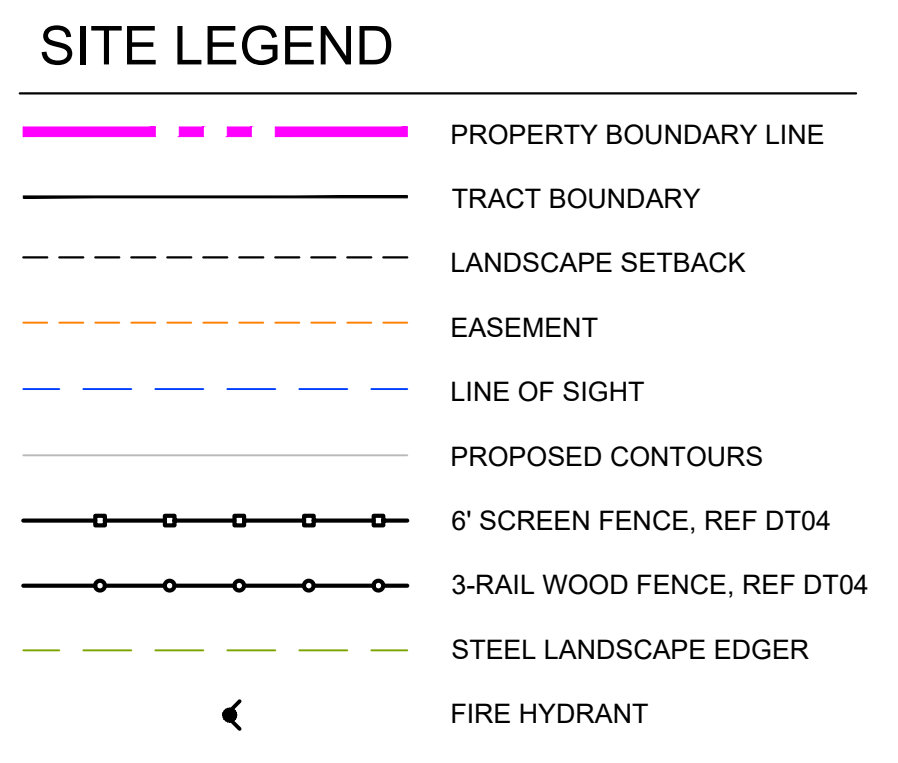 SITE LEGEND
PROPERTY BOUNDARY LINE
TRACT BOUNDARY
LANDSCAPE SETBACK
EASEMENT
LINE OF SIGHT
PROPOSED CONTOURS
6' SCREEN FENCE, REF DT04
3-RAIL WOOD FENCE, REF DT04
STEEL LANDSCAPE EDGER
FIRE HYDRANT